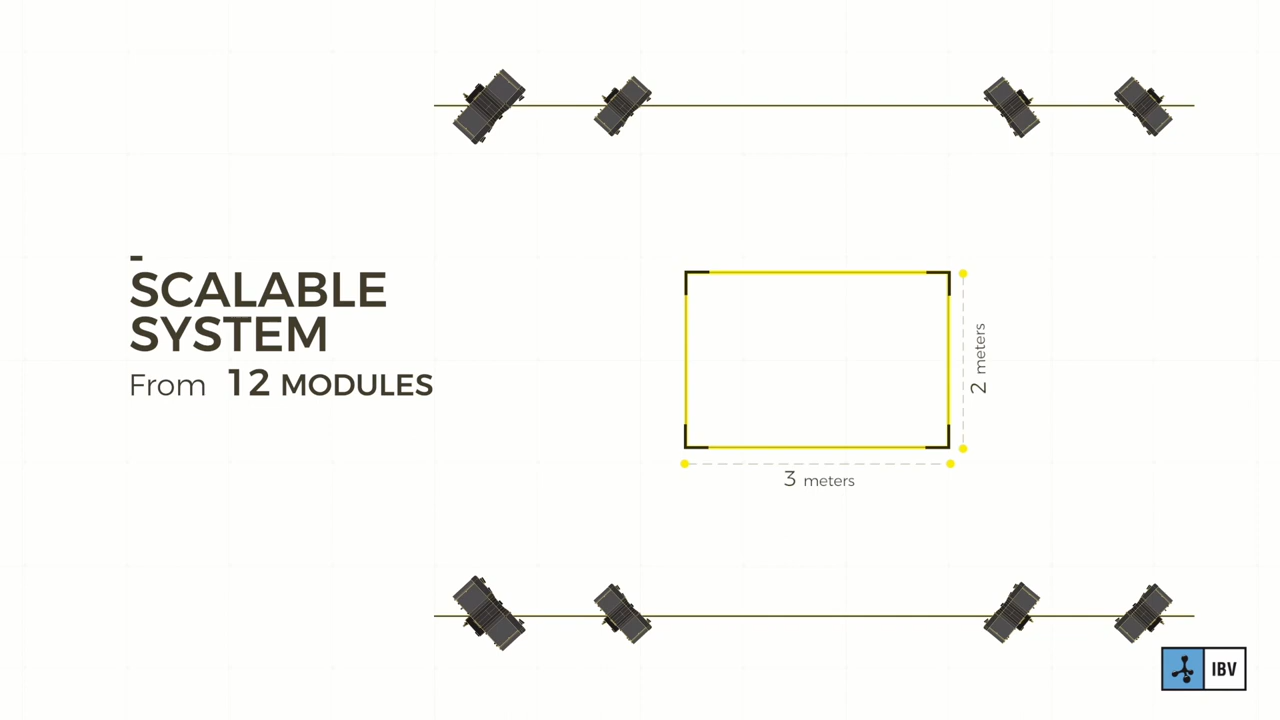 -
SCALABLE
SYSTEM
From 12 MODULES
2 meters
3 meters
IBV